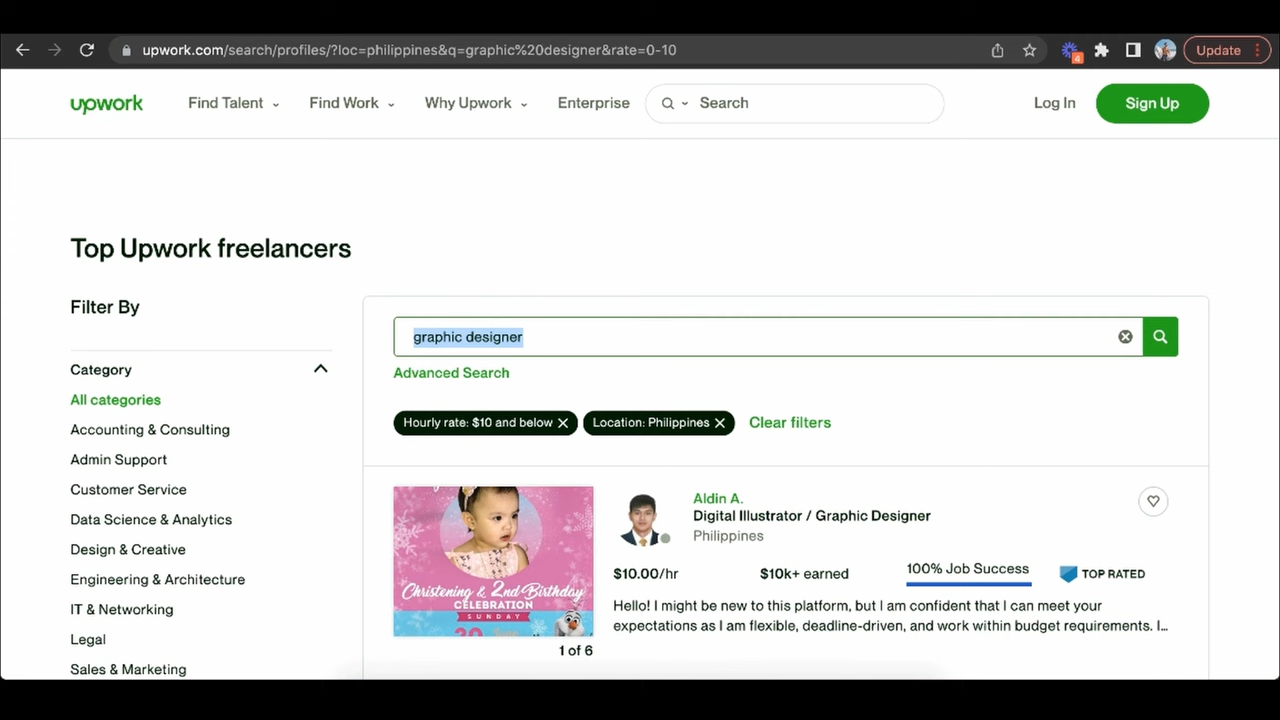 upwork.com/search/profiles/?loc=philippines&q=graphic%20designer&rate=0-10
4
Update
upwork
Find Talent
Find Work
Why Upwork
Enterprise
Search
Log In
Sign Up
Top Upwork freelancers
Filter By
Category
All categories
Accounting & Consulting
Admin Support
Customer Service
Data Science & Analytics
Design & Creative
Engineering & Architecture
IT & Networking
Legal
Sales & Marketing
graphic designer
Advanced Search
Hourly rate: $10 and below
Location: Philippines
Clear filters
Christening & 2nd Birthday
CELEBRATION
SUNDAY
1 of 6
Aldin A.
Digital Illustrator / Graphic Designer
Philippines
$10.00/hr
$10k+ earned
100% Job Success
TOP RATED
Hello! I might be new to this platform, but I am confident that I can meet your
expectations as I am flexible, deadline-driven, and work within budget requirements. I...